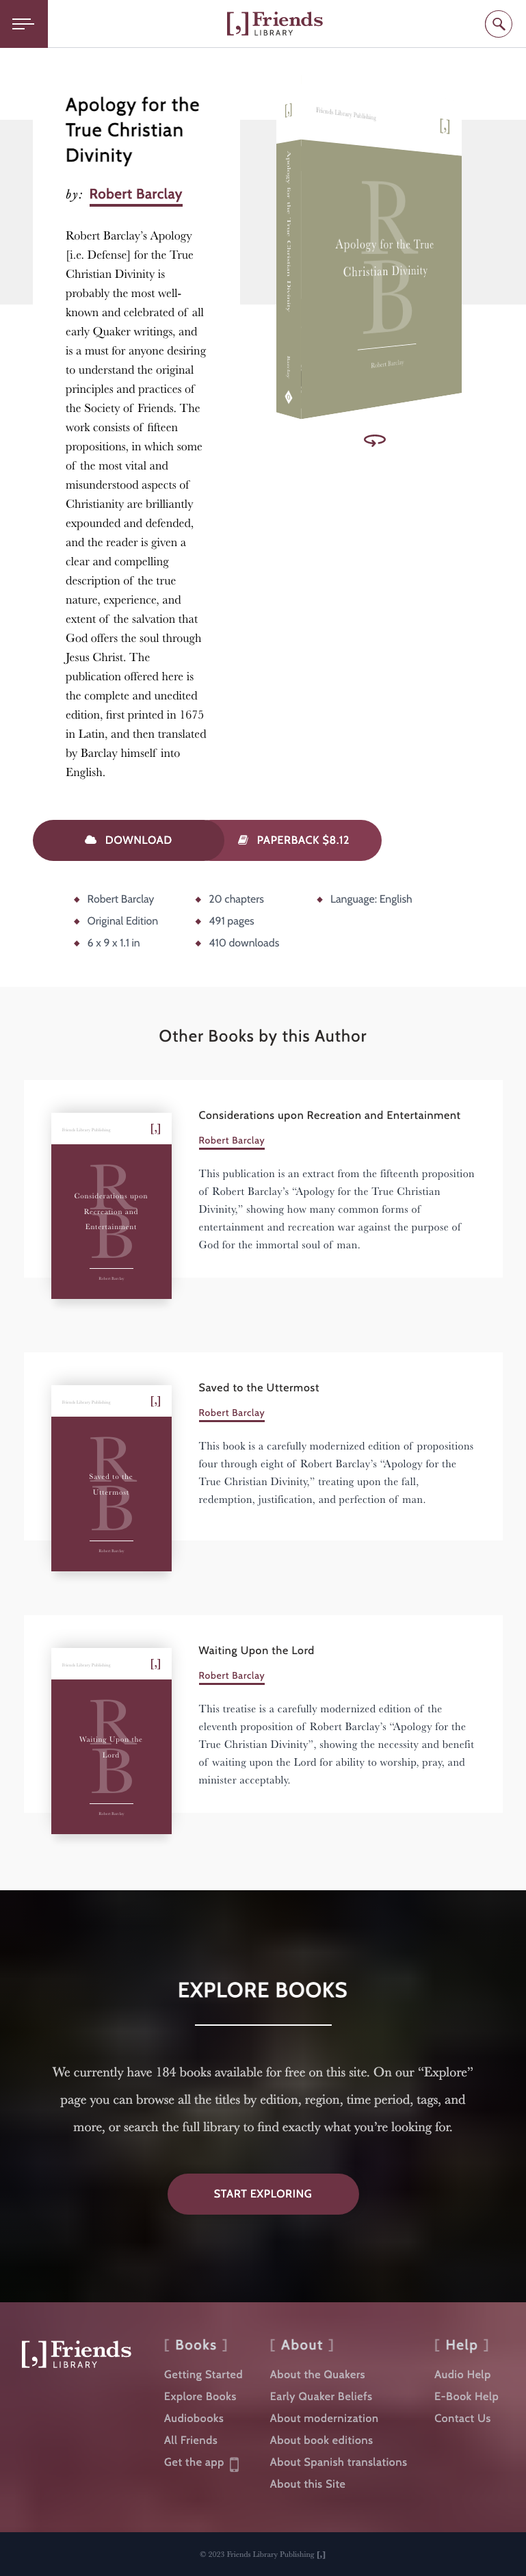 [,] Friends
LIBRARY
Apology for the
True Christian
Divinity
by: Robert Barclay
Robert Barclay’s Apology
[i.e. Defense] for the True
Christian Divinity is
probably the most well-
known and celebrated of all
early Quaker writings, and
is a must for anyone desiring
to understand the original
principles and practices of
the Society of Friends. The
work consists of fifteen
propositions, in which some
of the most vital and
misunderstood aspects of
Christianity are brilliantly
expounded and defended,
and the reader is given a
clear and compelling
description of the true
nature, experience, and
extent of the salvation that
God offers the soul through
Jesus Christ. The
publication offered here is
the complete and unedited
edition, first printed in 1675
in Latin, and then translated
by Barclay himself into
English.
[,] Friends Library Publishing [,]
Apology for the True Christian Divinity
Barclay
R
B
Apology for the True
Christian Divinity
Robert Barclay
DOWNLOAD
PAPERBACK $8.12
Robert Barclay
Original Edition
6 x 9 x 1.1 in
20 chapters
491 pages
410 downloads
Language: English
Other Books by this Author
Friends Library Publishing [,]
R
B
Considerations upon
Recreation and
Entertainment
Robert Barclay
Considerations upon Recreation and Entertainment
Robert Barclay
This publication is an extract from the fifteenth proposition
of Robert Barclay’s “Apology for the True Christian
Divinity,” showing how many common forms of
entertainment and recreation war against the purpose of
God for the immortal soul of man.
Friends Library Publishing [,]
R
B
Saved to the
Uttermost
Robert Barclay
Saved to the Uttermost
Robert Barclay
This book is a carefully modernized edition of propositions
four through eight of Robert Barclay’s “Apology for the
True Christian Divinity,” treating upon the fall,
redemption, justification, and perfection of man.
Friends Library Publishing [,]
R
B
Waiting Upon the
Lord
Robert Barclay
Waiting Upon the Lord
Robert Barclay
This treatise is a carefully modernized edition of the
eleventh proposition of Robert Barclay’s “Apology for the
True Christian Divinity”, showing the necessity and benefit
of waiting upon the Lord for ability to worship, pray, and
minister acceptably.
EXPLORE BOOKS
We currently have 184 books available for free on this site. On our “Explore”
page you can browse all the titles by edition, region, time period, tags, and
more, or search the full library to find exactly what you’re looking for.
START EXPLORING
[,] Friends
LIBRARY
[ Books ]
Getting Started
Explore Books
Audiobooks
All Friends
Get the app
[ About ]
About the Quakers
Early Quaker Beliefs
About modernization
About book editions
About Spanish translations
About this Site
[ Help ]
Audio Help
E-Book Help
Contact Us
© 2023 Friends Library Publishing [,]